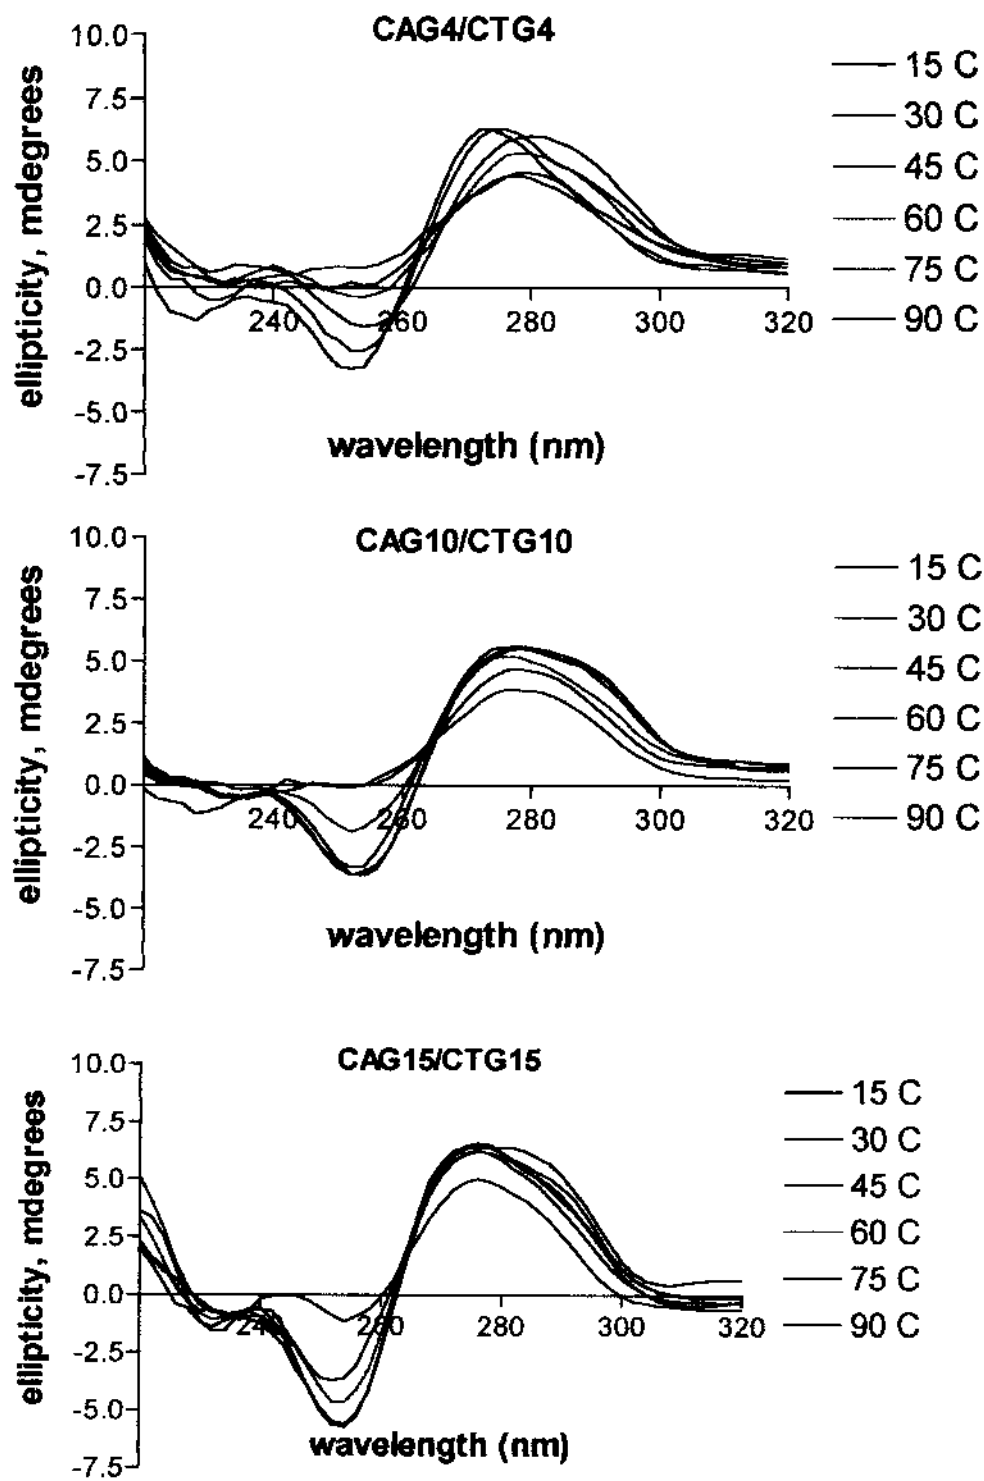 CAG4/CTG4
10.0
7.5
5.0
2.5
0.0
-2.5
-5.0
-7.5
ellipticity, mdegrees
240
260
280
300
320
wavelength (nm)
15 C
30 C
45 C
60 C
75 C
90 C
CAG10/CTG10
10.0
7.5
5.0
2.5
0.0
-2.5
-5.0
-7.5
ellipticity, mdegrees
240
260
280
300
320
wavelength (nm)
15 C
30 C
45 C
60 C
75 C
90 C
CAG15/CTG15
10.0
7.5
5.0
2.5
0.0
-2.5
-5.0
-7.5
ellipticity, mdegrees
240
260
280
300
320
wavelength (nm)
15 C
30 C
45 C
60 C
75 C
90 C